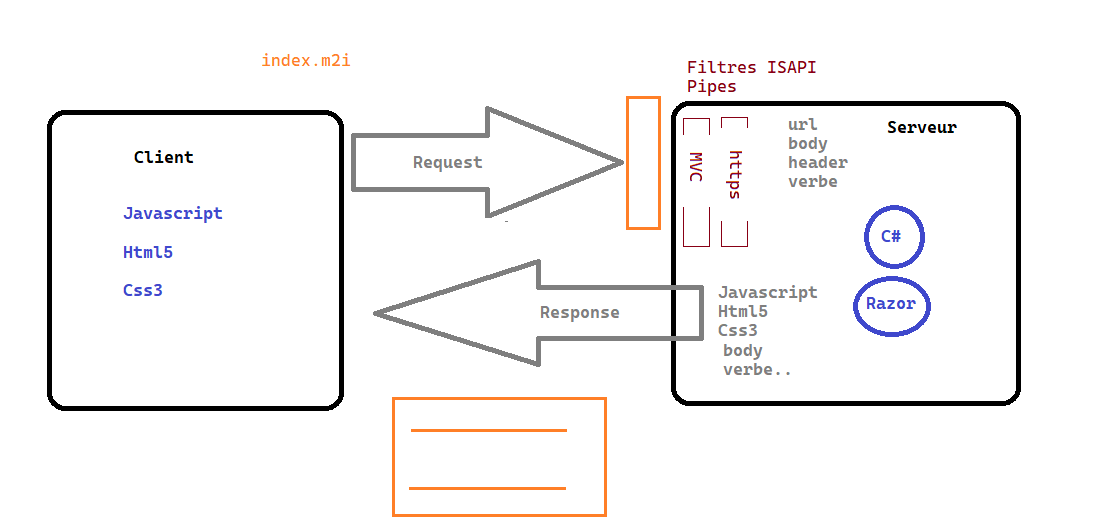 index.m2i
Filtres ISAPI
Pipes
Client
Javascript
Html5
Css3
Request
Response
MVC
https
url
body
header
verbe
Serveur
C#
Razor
Javascript
Html5
Css3
body
verbe..